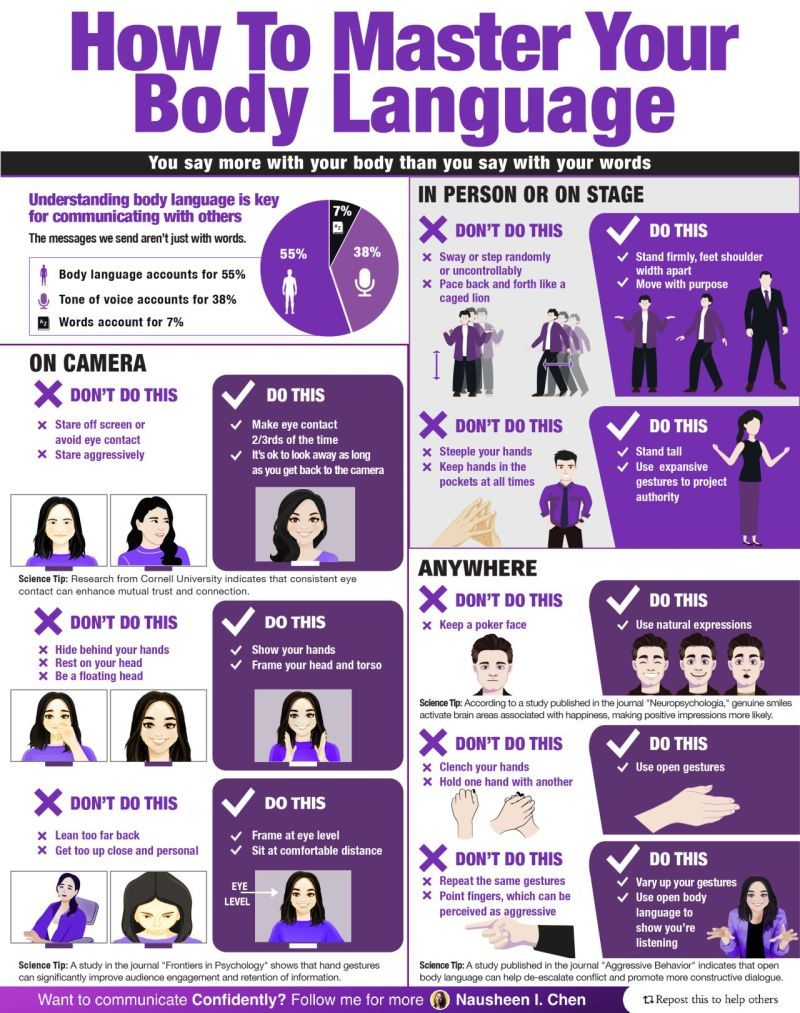 How To Master Your
Body Language
You say more with your body than you say with your words
Understanding body language is key
for communicating with others
The messages we send aren't just with words.
Body language accounts for 55%
Tone of voice accounts for 38%
Words account for 7%
55%
7%
38%
ON CAMERA
DON'T DO THIS
Stare off screen or
avoid eye contact
Stare aggressively
DO THIS
Make eye contact
2/3rds of the time
It's ok to look away as long
as you get back to the camera
Science Tip: Research from Cornell University indicates that consistent eye
contact can enhance mutual trust and connection.
DON'T DO THIS
Hide behind your hands
Rest on your head
Be a floating head
DO THIS
Show your hands
Frame your head and torso
DON'T DO THIS
Lean too far back
Get too up close and personal
DO THIS
Frame at eye level
Sit at comfortable distance
EYE
LEVEL
Science Tip: A study in the journal "Frontiers in Psychology" shows that hand gestures
can significantly improve audience engagement and retention of information.
IN PERSON OR ON STAGE
DON'T DO THIS
Sway or step randomly
or uncontrollably
Pace back and forth like a
caged lion
DO THIS
Stand firmly, feet shoulder
width apart
Move with purpose
DON'T DO THIS
Steeple your hands
Keep hands in the
pockets at all times
DO THIS
Stand tall
Use expansive
gestures to project
authority
ANYWHERE
DON'T DO THIS
Keep a poker face
DO THIS
Use natural expressions
Science Tip: According to a study published in the journal "Neuropsychologia," genuine smiles
activate brain areas associated with happiness, making positive impressions more likely.
DON'T DO THIS
Clench your hands
Hold one hand with another
DO THIS
Use open gestures
DON'T DO THIS
Repeat the same gestures
Point fingers, which can be
perceived as aggressive
DO THIS
Vary up your gestures
Use open body
language to
show you're
listening
Science Tip: A study published in the journal "Aggressive Behavior" indicates that open
body language can help de-escalate conflict and promote more constructive dialogue.
Want to communicate Confidently? Follow me for more Nausheen I. Chen
Repost this to help others